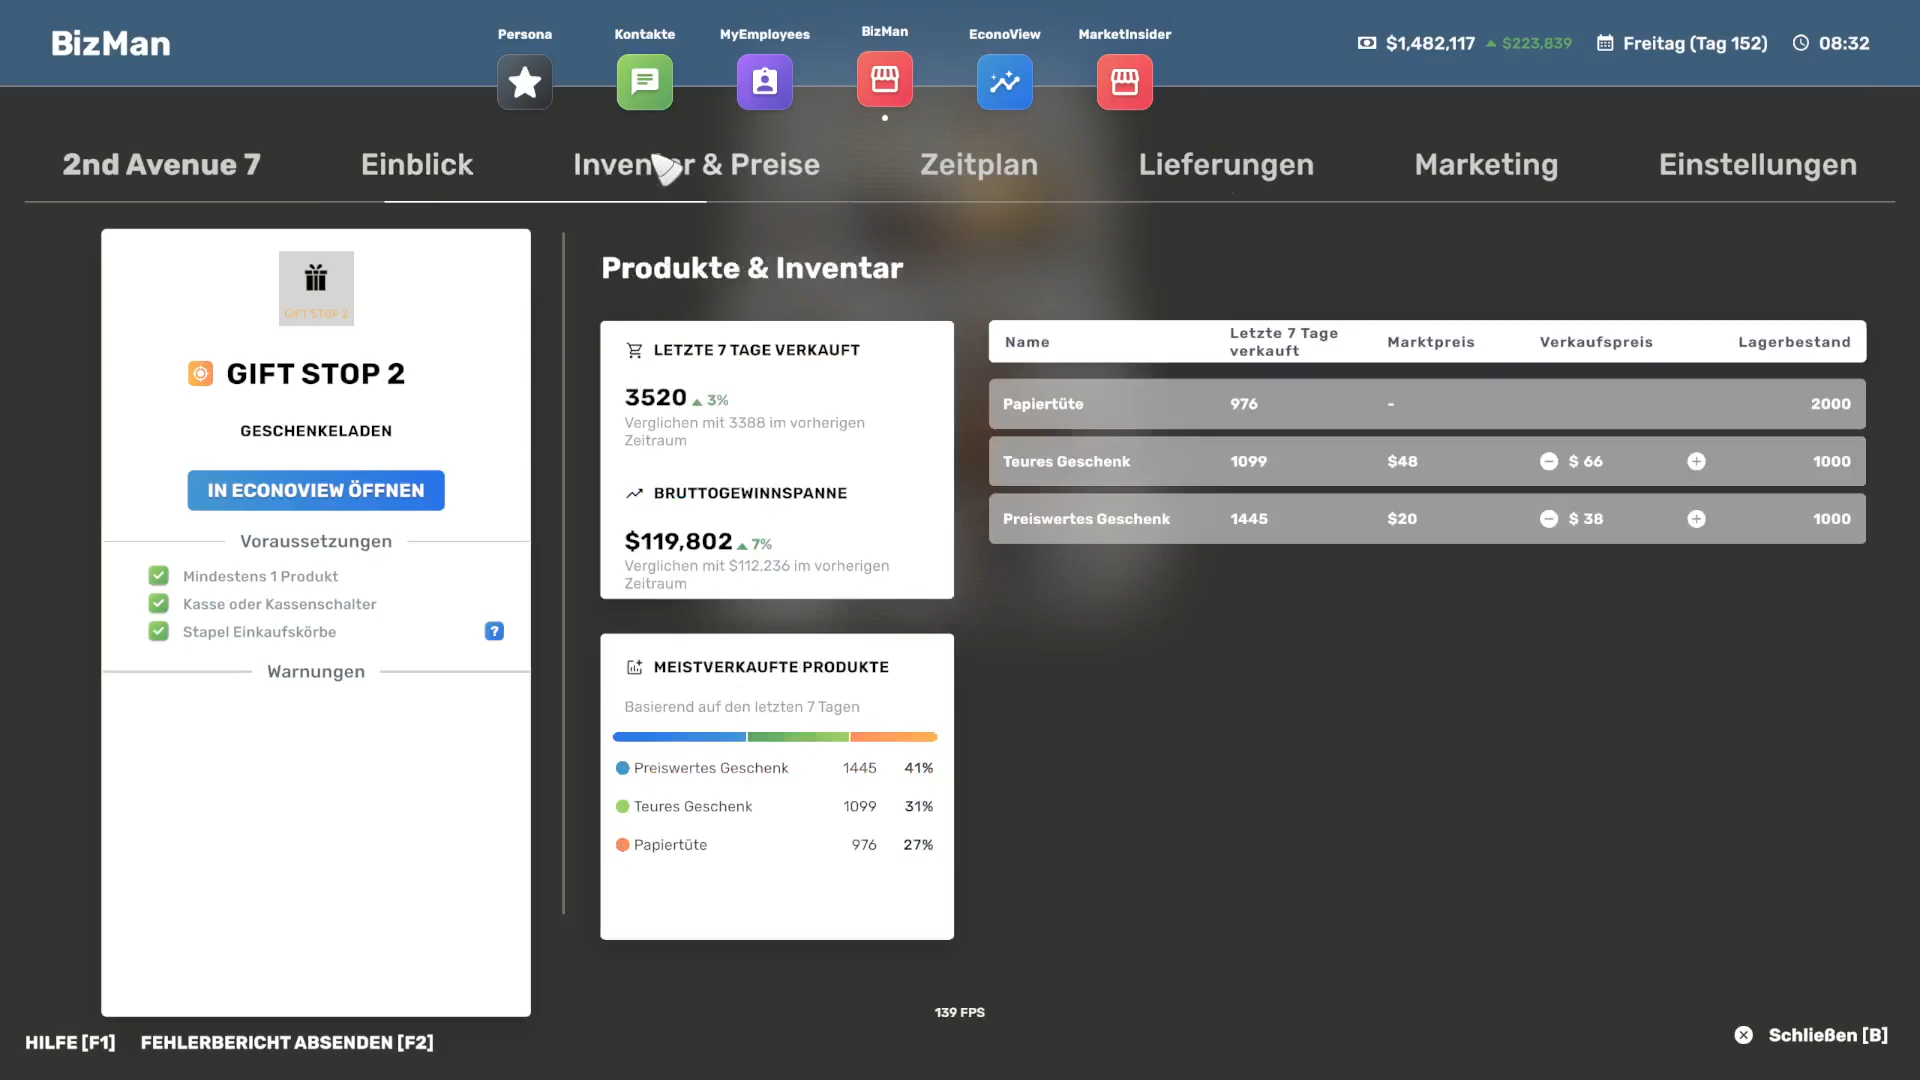 BizMan
Persona
Kontakte
MyEmployees
BizMan
EconoView
MarketInsider
$1,482,117
$223,839
Freitag (Tag 152)
08:32
2nd Avenue 7
Einblick
Inventar & Preise
Zeitplan
Lieferungen
Marketing
Einstellungen
GIFT STOP 2
GIFT STOP 2
GESCHENKELADEN
IN ECONOVIEW ÖFFNEN
Voraussetzungen
Mindestens 1 Produkt
Kasse oder Kassenschalter
Stapel Einkaufskörbe
?
Warnungen
Produkte & Inventar
LETZTE 7 TAGE VERKAUFT
3520 3%
Verglichen mit 3388 im vorherigen
Zeitraum
BRUTTOGEWINNSPANNE
$119,802 7%
Verglichen mit $112,236 im vorherigen
Zeitraum
MEISTVERKAUFTE PRODUKTE
Basierend auf den letzten 7 Tagen
Preiswertes Geschenk 1445 41%
Teures Geschenk 1099 31%
Papiertüte 976 27%
Name
Letzte 7 Tage
verkauft
Marktpreis
Verkaufspreis
Lagerbestand
Papiertüte 976 - 2000
Teures Geschenk 1099 $48 $ 66 1000
Preiswertes Geschenk 1445 $20 $ 38 1000
139 FPS
HILFE [F1]
FEHLERBERICHT ABSENDEN [F2]
Schließen [B]